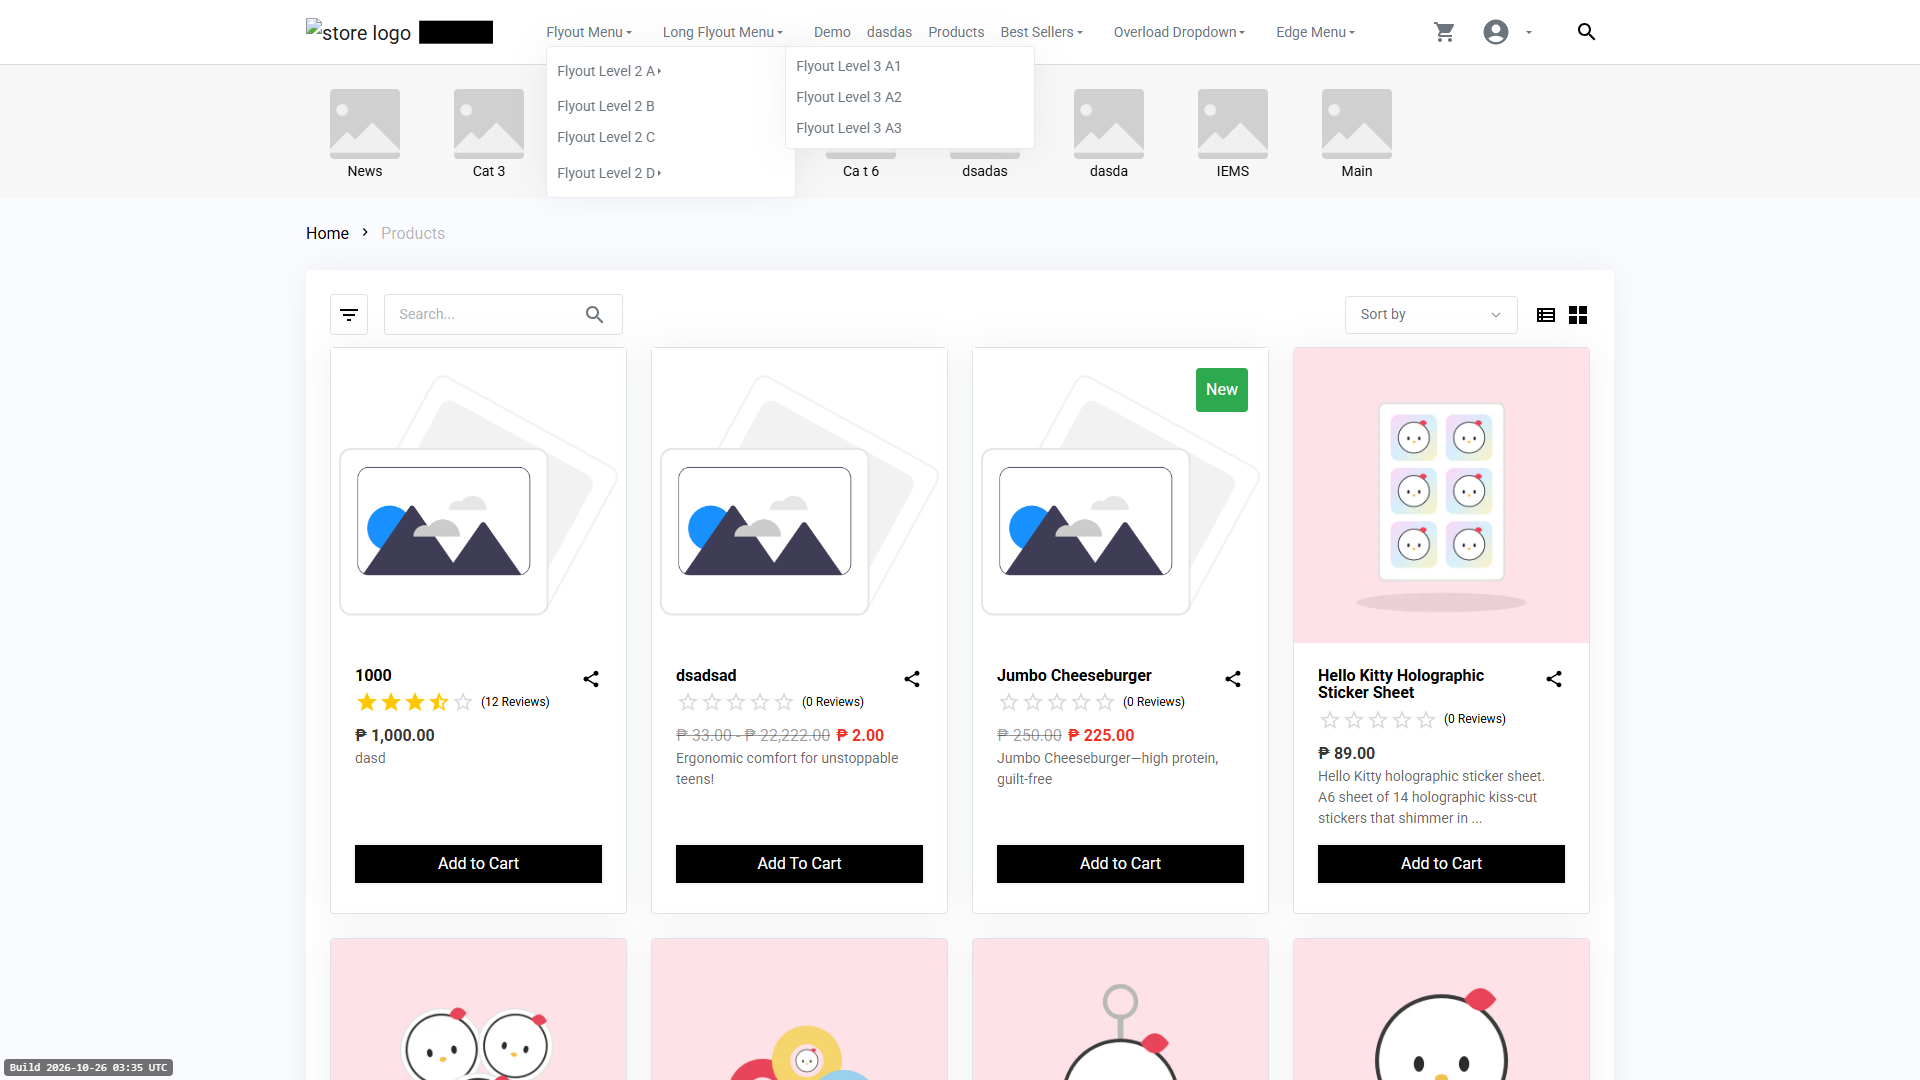 store logo
Flyout Menu
Long Flyout Menu
Demo
dasdas
Products
Best Sellers
Overload Dropdown
Edge Menu
Flyout Level 2 A
Flyout Level 2 B
Flyout Level 2 C
Flyout Level 2 D
Flyout Level 3 A1
Flyout Level 3 A2
Flyout Level 3 A3
News
Cat 3
Ca t 6
dsadas
dasda
IEMS
Main
Home
Products
Search...
Sort by
1000
(12 Reviews)
₱ 1,000.00
dasd
Add to Cart
dsadsad
(0 Reviews)
₱ 33.00 - ₱ 22,222.00 ₱ 2.00
Ergonomic comfort for unstoppable
teens!
Add To Cart
New
Jumbo Cheeseburger
(0 Reviews)
₱ 250.00 ₱ 225.00
Jumbo Cheeseburger—high protein,
guilt-free
Add to Cart
Hello Kitty Holographic
Sticker Sheet
(0 Reviews)
₱ 89.00
Hello Kitty holographic sticker sheet.
A6 sheet of 14 holographic kiss-cut
stickers that shimmer in ...
Add to Cart
Build 2026-10-26 03:35 UTC